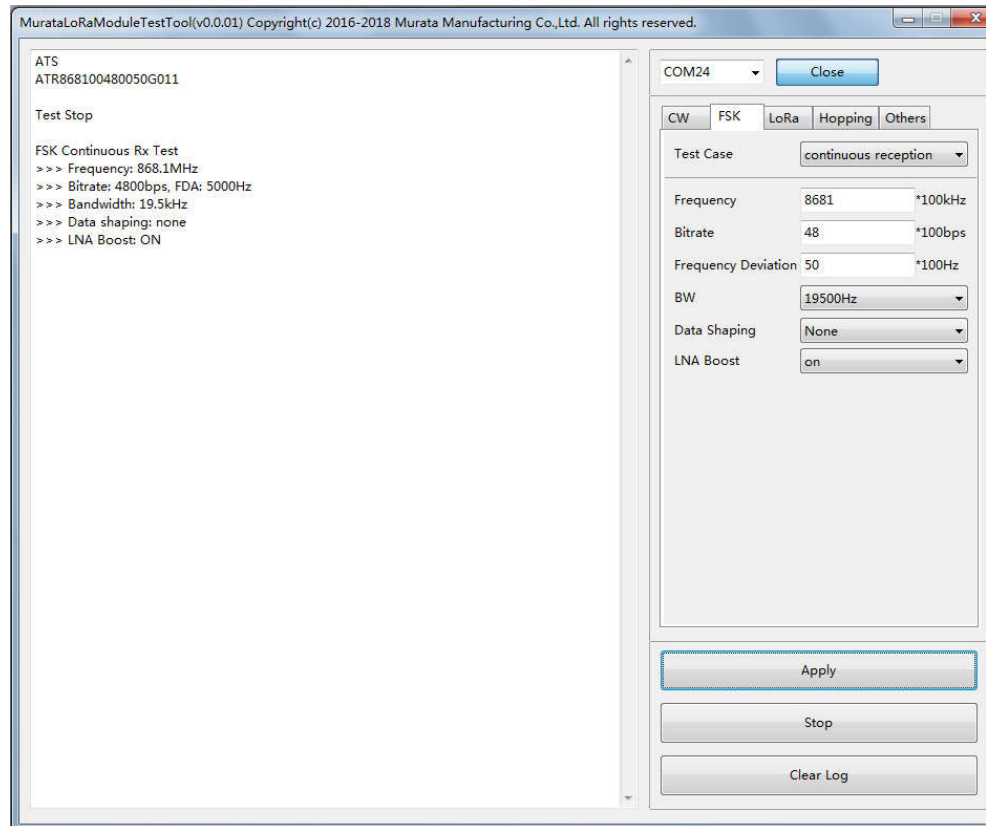 MurataLoRaModuleTestTool(v0.0.01) Copyright(c) 2016-2018 Murata Manufacturing Co.,Ltd. All rights reserved.
ATS
ATR868100480050G011
Test Stop
FSK Continuous Rx Test
>>> Frequency: 868.1MHz
>>> Bitrate: 4800bps, FDA: 5000Hz
>>> Bandwidth: 19.5kHz
>>> Data shaping: none
>>> LNA Boost: ON
COM24 Close
CW FSK LoRa Hopping Others
Test Case continuous reception
Frequency 8681 *100kHz
Bitrate 48 *100bps
Frequency Deviation 50 *100Hz
BW 19500Hz
Data Shaping None
LNA Boost on
Apply
Stop
Clear Log